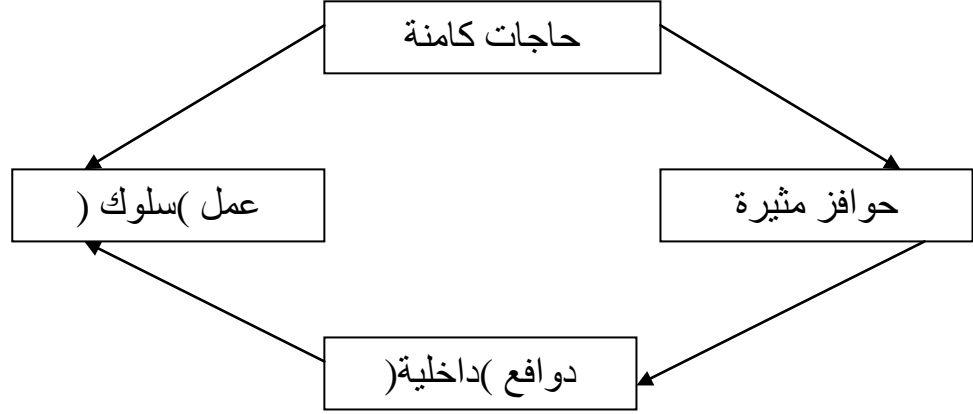 حاجات كامنة
حوافز مثيرة
عمل )سلوك (
دوافع )داخلية(